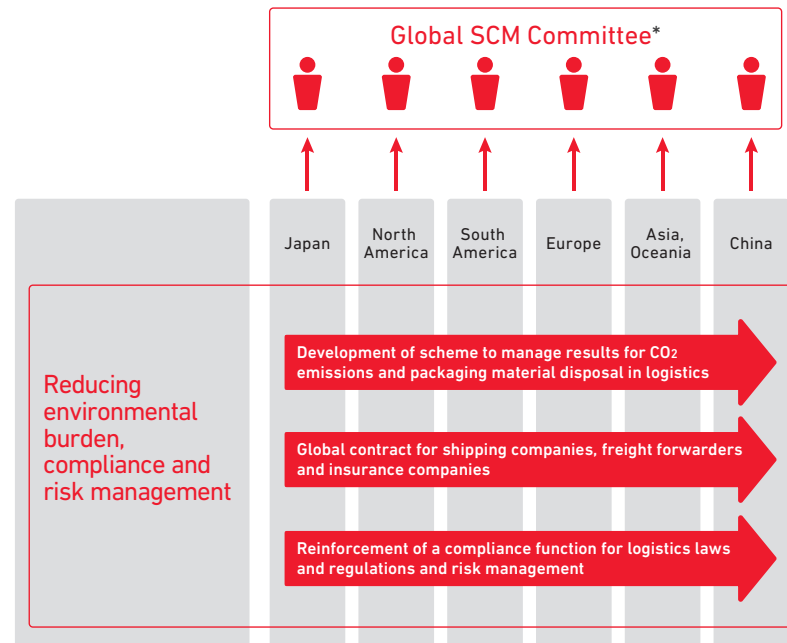 Global SCM Committee*
Japan
North
America
South
America
Europe
Asia,
Oceania
China
Reducing
environmental
burden,
compliance and
risk management
Development of scheme to manage results for CO2
emissions and packaging material disposal in logistics
Global contract for shipping companies, freight forwarders
and insurance companies
Reinforcement of a compliance function for logistics laws
and regulations and risk management